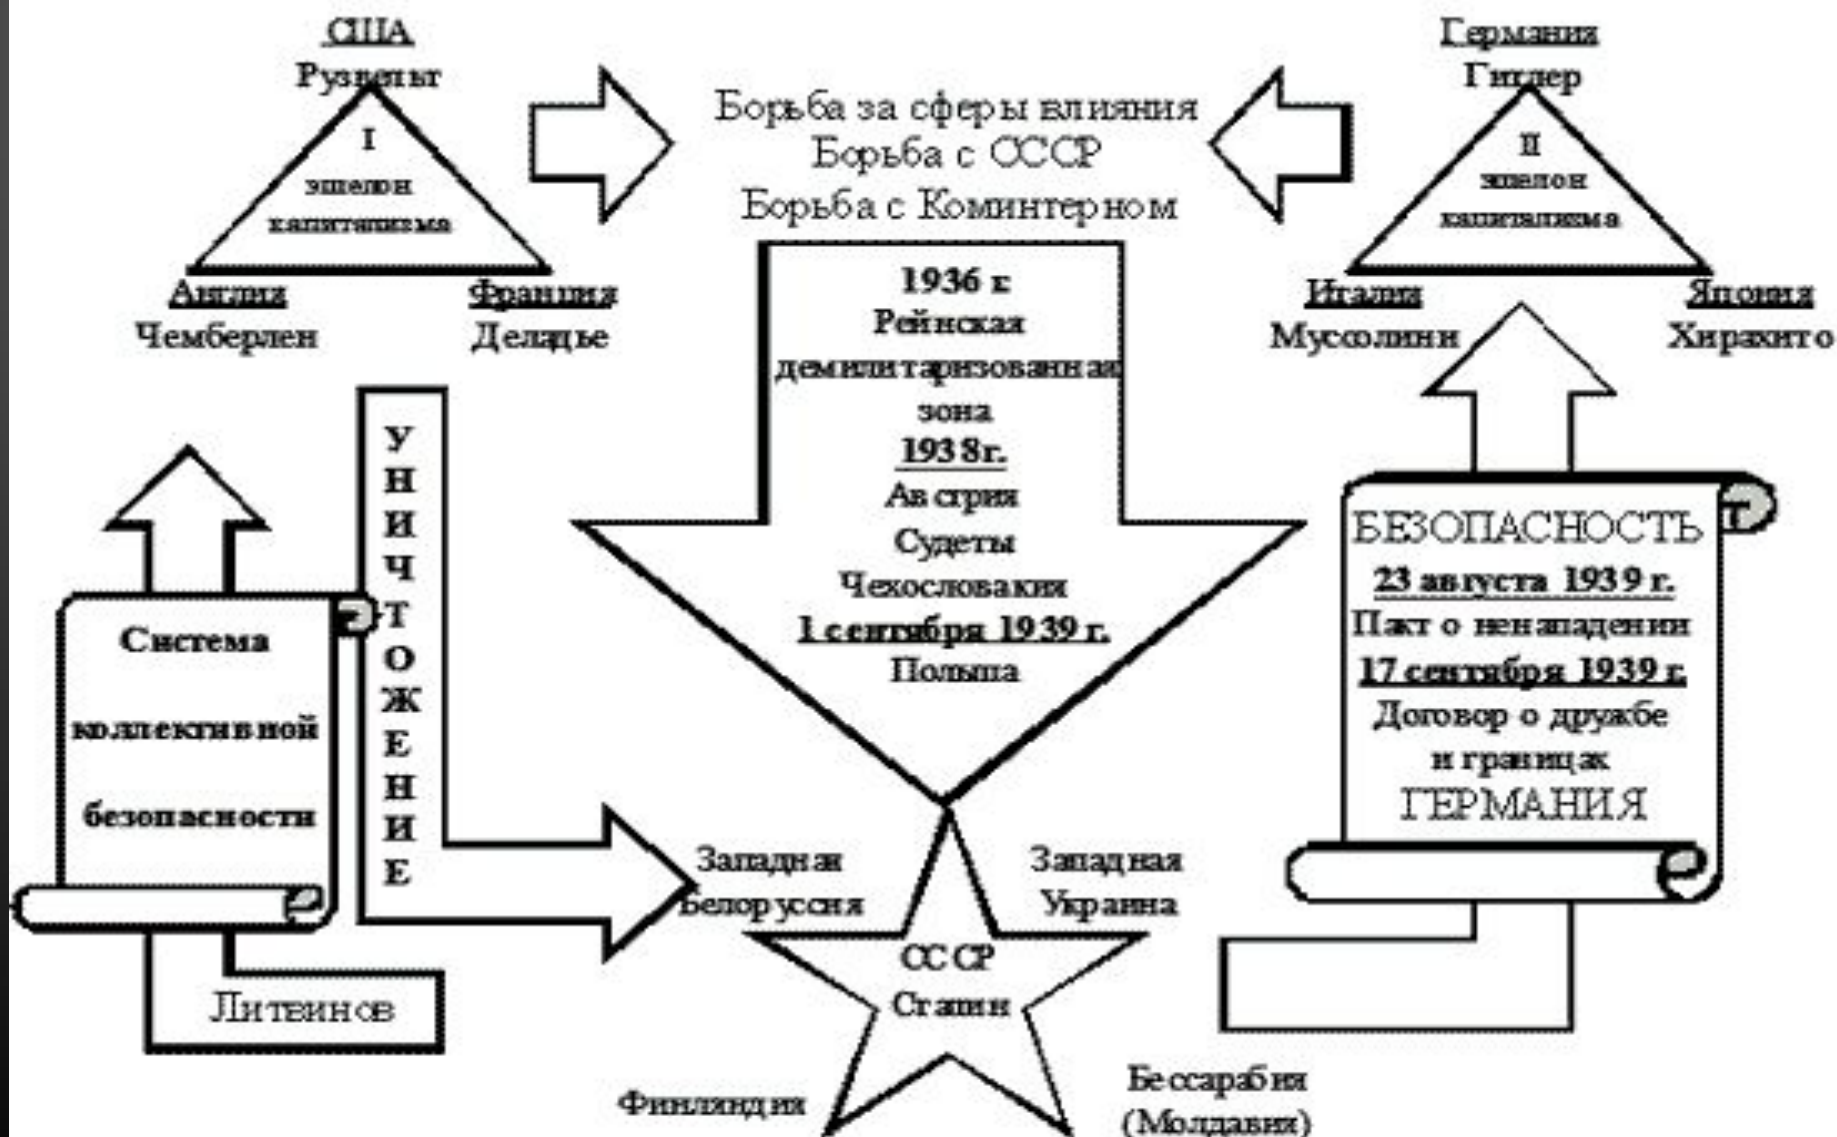 США
Рузвельт
I
эшелон
капитализма
Англия
Чемберлен
Франция
Деладье
Борьба за сферы влияния
Борьба с СССР
Борьба с Коминтерном
Германия
Гитлер
II
эшелон
капитализма
Италия
Муссолини
Япония
Хирахито
1936 г.
Рейнская
демилитаризованная
зона
1938г.
Австрия
Судеты
Чехословакия
1 сентября 1939 г.
Польша
УНИЧТОЖЕНИЕ
Система
коллективной
безопасности
Литвинов
БЕЗОПАСНОСТЬ
23 августа 1939 г.
Пакт о ненападении
17 сентября 1939 г.
Договор о дружбе
и границах
ГЕРМАНИЯ
Западная
Белоруссия
Западная
Украина
СССР
Сталин
Финляндия
Бессарабия
(Молдавия)